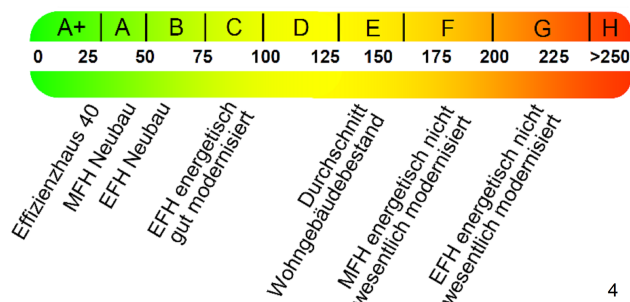 A+ A B C D E F G H
0 25 50 75 100 125 150 175 200 225 >250
Effizienzhaus 40
MFH Neubau
EFH Neubau
EFH energetisch
gut modernisiert
Durchschnitt
Wohngebäudebestand
MFH energetisch nicht
wesentlich modernisiert
EFH energetisch nicht
wesentlich modernisiert
4